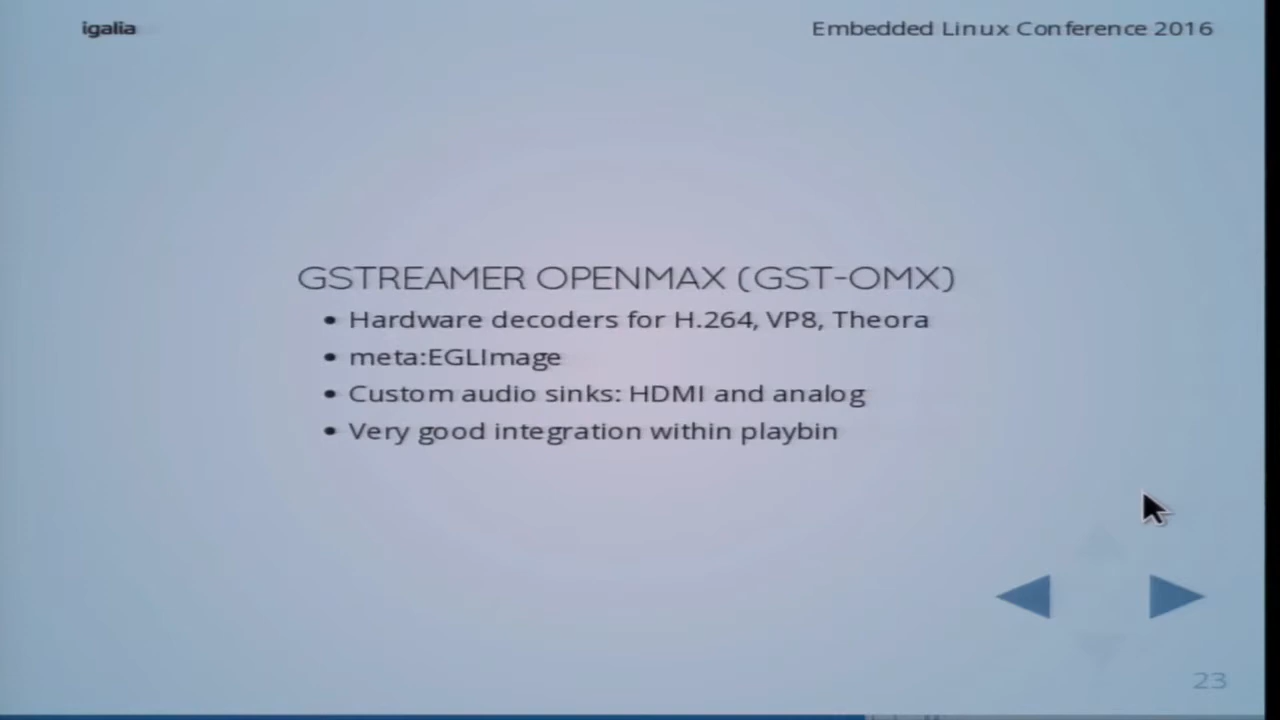 igalia
Embedded Linux Conference 2016
GSTREAMER OPENMAX (GST-OMX)
• Hardware decoders for H.264, VP8, Theora
• meta:EGLImage
• Custom audio sinks: HDMI and analog
• Very good integration within playbin
23